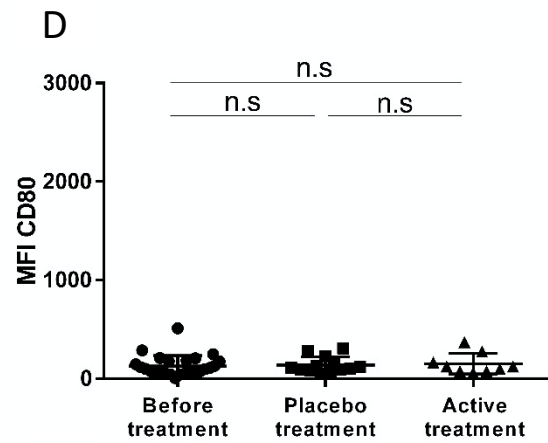 D
n.s
n.s
n.s
3000
2000
1000
0
MFI CD80
Before
treatment
Placebo
treatment
Active
treatment